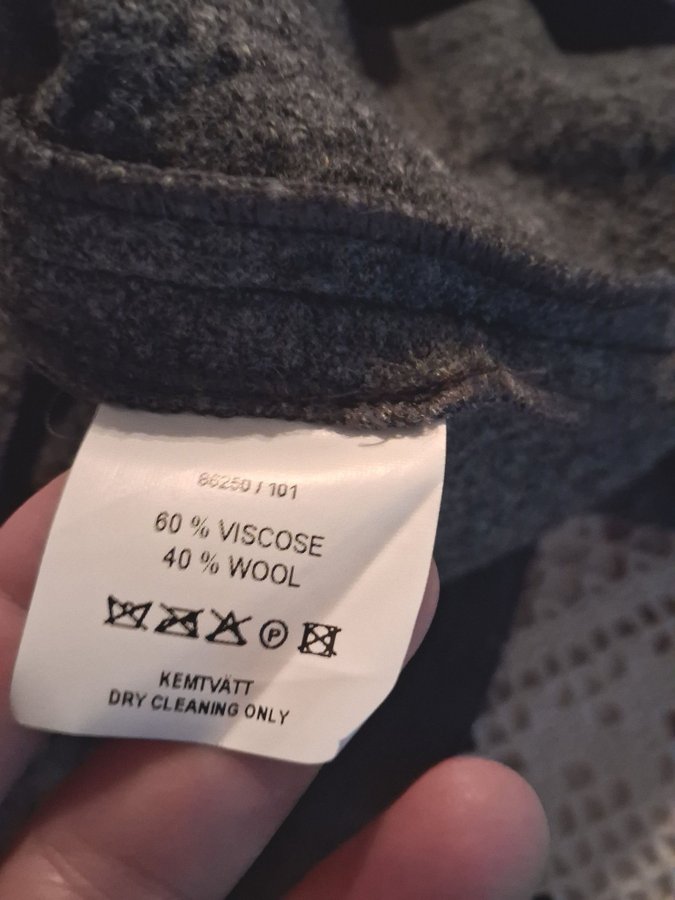 86250 / 101
60 % VISCOSE
40 % WOOL
P
KEMTVÄTT
DRY CLEANING ONLY